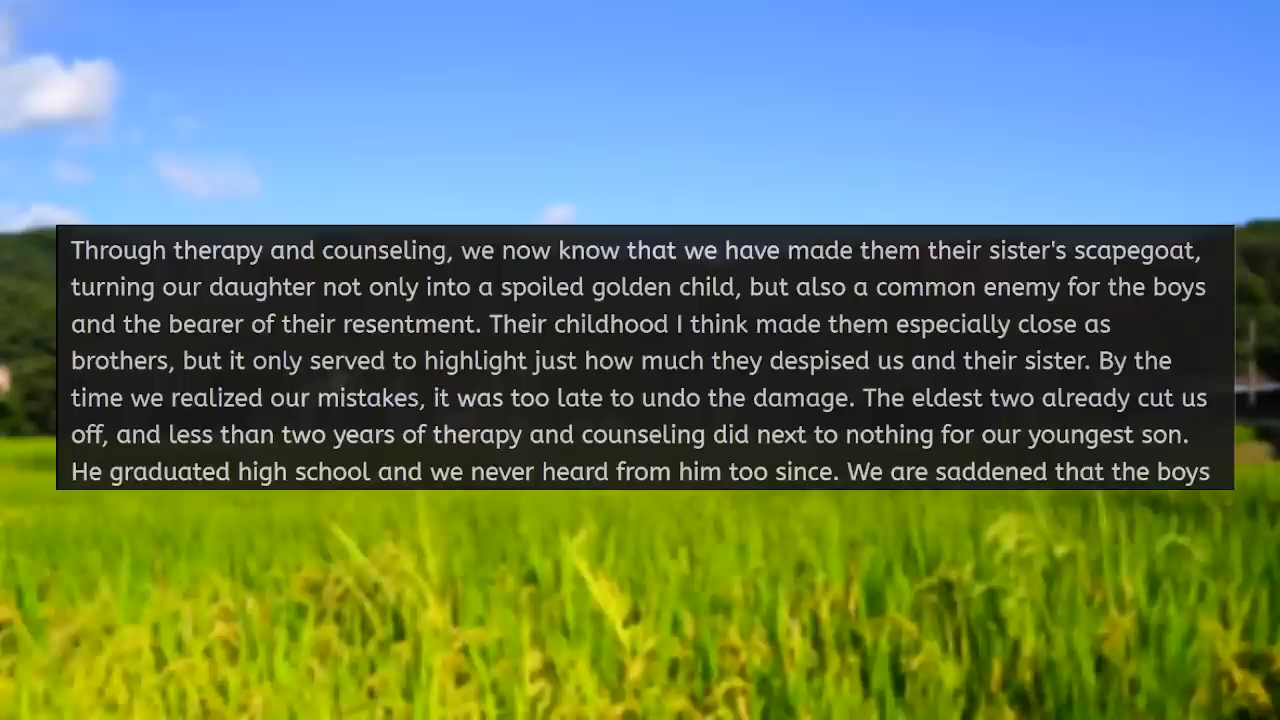 Through therapy and counseling, we now know that we have made them their sister's scapegoat,
turning our daughter not only into a spoiled golden child, but also a common enemy for the boys
and the bearer of their resentment. Their childhood I think made them especially close as
brothers, but it only served to highlight just how much they despised us and their sister. By the
time we realized our mistakes, it was too late to undo the damage. The eldest two already cut us
off, and less than two years of therapy and counseling did next to nothing for our youngest son.
He graduated high school and we never heard from him too since. We are saddened that the boys